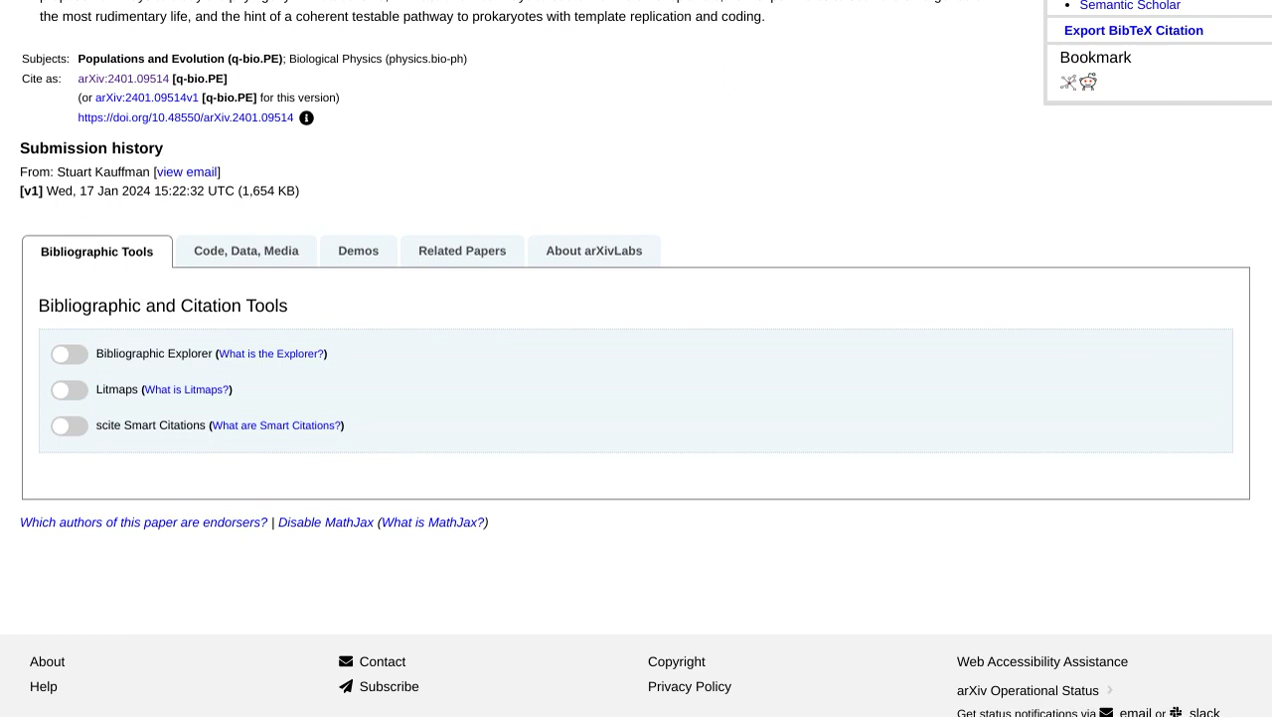 the most rudimentary life, and the hint of a coherent testable pathway to prokaryotes with template replication and coding.
Semantic Scholar
Export BibTeX Citation
Bookmark
Subjects: Populations and Evolution (q-bio.PE); Biological Physics (physics.bio-ph)
Cite as: arXiv:2401.09514 [q-bio.PE]
(or arXiv:2401.09514v1 [q-bio.PE] for this version)
https://doi.org/10.48550/arXiv.2401.09514
Submission history
From: Stuart Kauffman [view email]
[v1] Wed, 17 Jan 2024 15:22:32 UTC (1,654 KB)
Bibliographic Tools
Code, Data, Media
Demos
Related Papers
About arXivLabs
Bibliographic and Citation Tools
Bibliographic Explorer (What is the Explorer?)
Litmaps (What is Litmaps?)
scite Smart Citations (What are Smart Citations?)
Which authors of this paper are endorsers? | Disable MathJax (What is MathJax?)
About
Help
Contact
Subscribe
Copyright
Privacy Policy
Web Accessibility Assistance
arXiv Operational Status
Get status notifications via email or slack